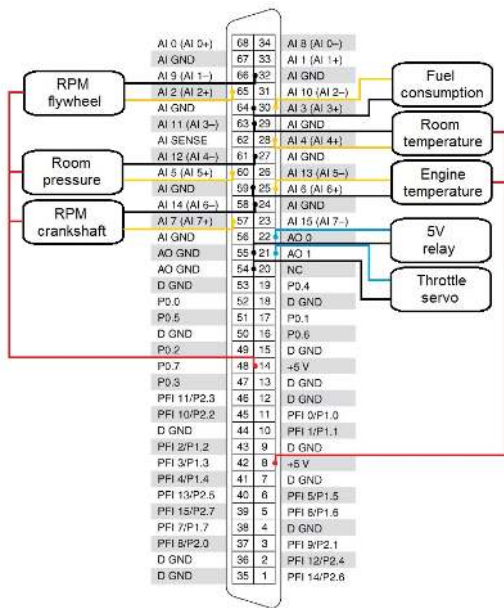 RPM
flywheel
Room
pressure
RPM
crankshaft
AI 0 (AI 0+) 68 34 AI 8 (AI 0–)
AI GND 67 33 AI 1 (AI 1+)
AI 9 (AI 1–) 66 32 AI GND
AI 2 (AI 2+) 65 31 AI 10 (AI 2–)
AI GND 64 30 AI 3 (AI 3+)
AI 11 (AI 3–) 63 29 AI GND
AI SENSE 62 28 AI 4 (AI 4+)
AI 12 (AI 4–) 61 27 AI GND
AI 5 (AI 5+) 60 26 AI 13 (AI 5–)
AI GND 59 25 AI 6 (AI 6+)
AI 14 (AI 6–) 58 24 AI GND
AI 7 (AI 7+) 57 23 AI 15 (AI 7–)
AI GND 56 22 AO 0
AO GND 55 21 AO 1
AO GND 54 20 NC
D GND 53 19 P0.4
P0.0 52 18 D GND
P0.5 51 17 P0.1
D GND 50 16 P0.6
P0.2 49 15 D GND
P0.7 48 14 +5 V
P0.3 47 13 D GND
PFI 11/P2.3 46 12 D GND
PFI 10/P2.2 45 11 PFI 0/P1.0
D GND 44 10 PFI 1/P1.1
PFI 2/P1.2 43 9 D GND
PFI 3/P1.3 42 8 +5 V
PFI 4/P1.4 41 7 D GND
PFI 13/P2.5 40 6 PFI 5/P1.5
PFI 15/P2.7 39 5 PFI 6/P1.6
PFI 7/P1.7 38 4 D GND
PFI 8/P2.0 37 3 PFI 9/P2.1
D GND 36 2 PFI 12/P2.4
D GND 35 1 PFI 14/P2.6
Fuel
consumption
Room
temperature
Engine
temperature
5V
relay
Throttle
servo